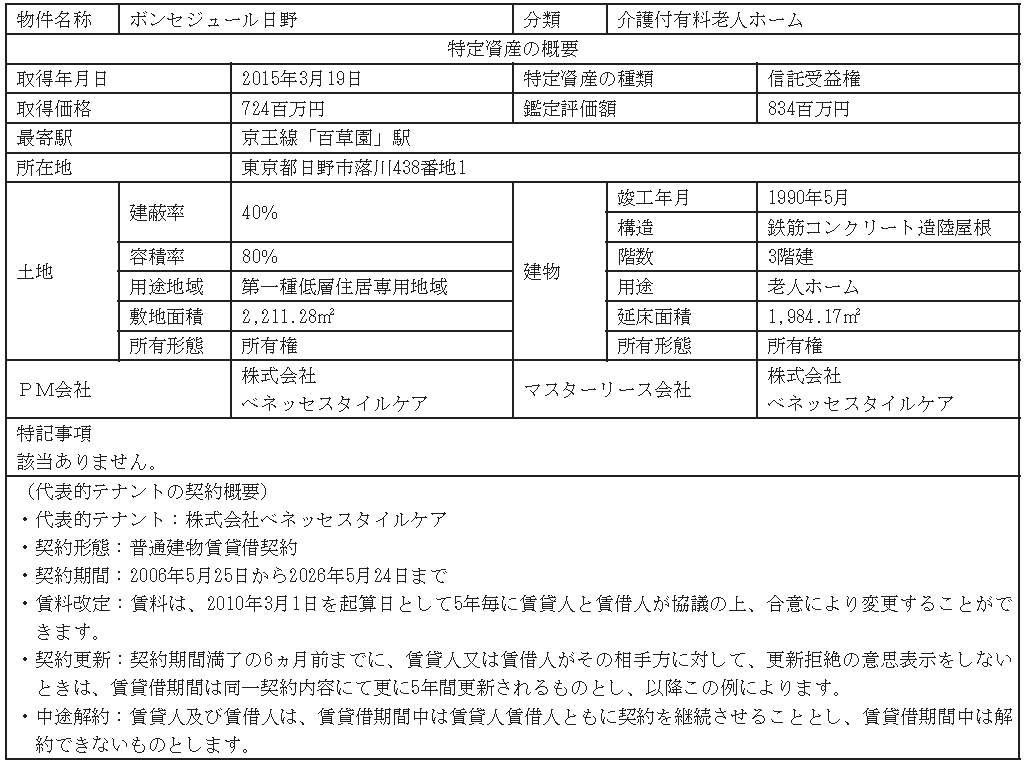 物件名称 ボンセジュール日野 分類 介護付有料老人ホーム
特定資産の概要
取得年月日 2015年3月19日 特定資産の種類 信託受益権
取得価格 724百万円 鑑定評価額 834百万円
最寄駅 京王線「百草園」駅
所在地 東京都日野市落川438番地1
土地 建蔽率 40% 建物 竣工年月 1990年5月
構造 鉄筋コンクリート造陸屋根
容積率 80% 階数 3階建
用途地域 第一種低層住居専用地域 用途 老人ホーム
敷地面積 2,211.28㎡ 延床面積 1,984.17㎡
所有形態 所有権 所有形態 所有権
ＰＭ会社 株式会社 マスターリース会社 株式会社
ベネッセスタイルケア ベネッセスタイルケア
特記事項
該当ありません。
（代表的テナントの契約概要）
・代表的テナント：株式会社ベネッセスタイルケア
・契約形態：普通建物賃貸借契約
・契約期間：2006年5月25日から2026年5月24日まで
・賃料改定：賃料は、2010年3月1日を起算日として5年毎に賃貸人と賃借人が協議の上、合意により変更することがで
きます。
・契約更新：契約期間満了の6ヵ月前までに、賃貸人又は賃借人がその相手方に対して、更新拒絶の意思表示をしない
ときは、賃貸借期間は同一契約内容にて更に5年間更新されるものとし、以降この例によります。
・中途解約：賃貸人及び賃借人は、賃貸借期間中は賃貸人賃借人ともに契約を継続させることとし、賃貸借期間中は解
約できないものとします。